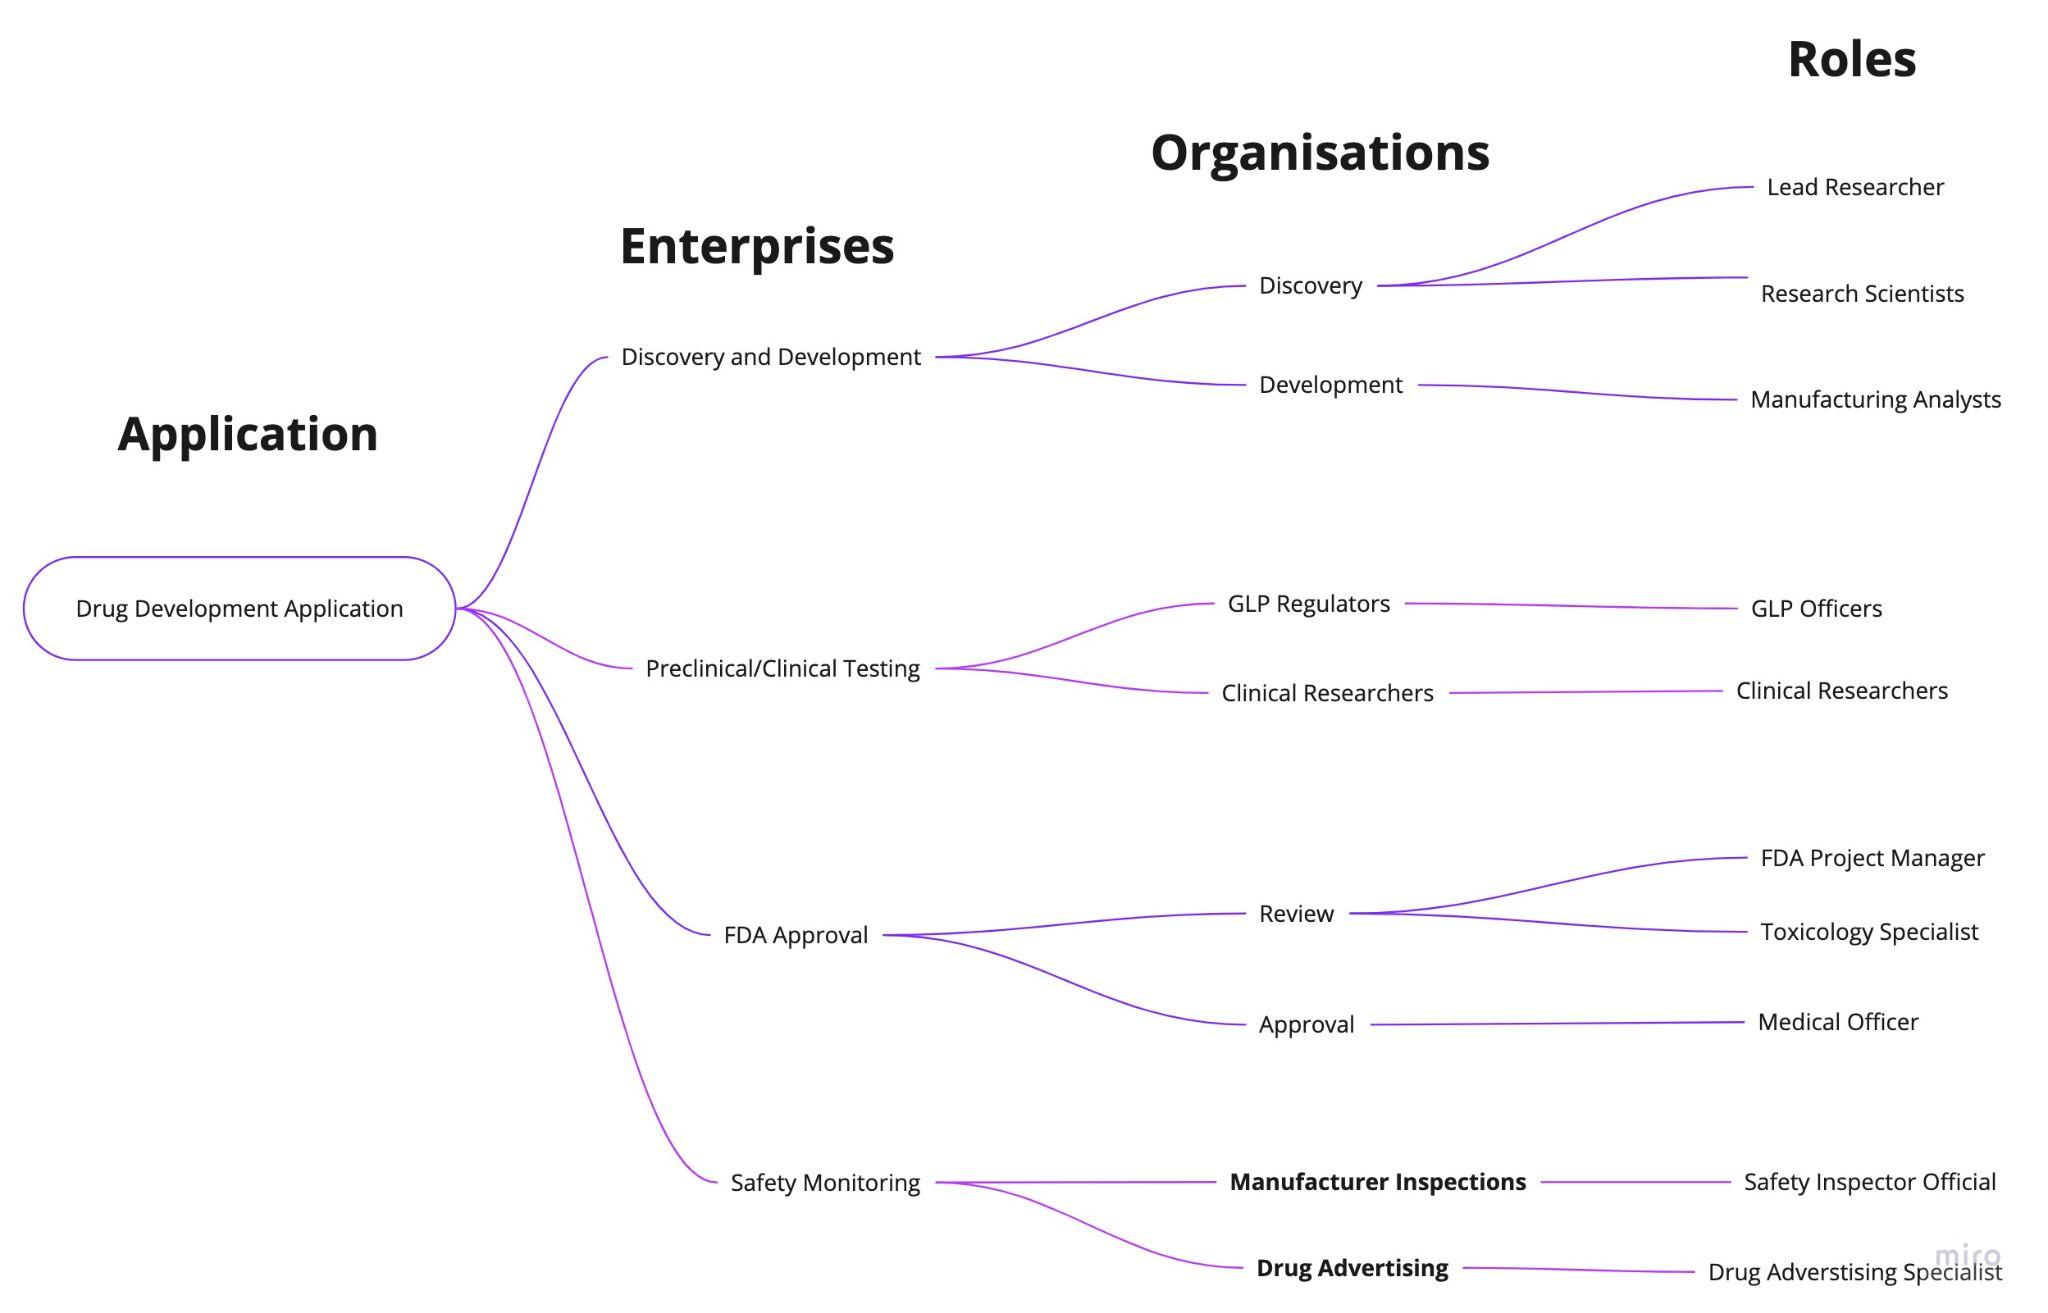 Roles
Organisations
Lead Researcher
Enterprises
Discovery
Research Scientists
Discovery and Development
Development
Manufacturing Analysts
Application
Drug Development Application
GLP Regulators
GLP Officers
Preclinical/Clinical Testing
Clinical Researchers
Clinical Researchers
FDA Project Manager
Review
Toxicology Specialist
FDA Approval
Approval
Medical Officer
Safety Monitoring
Manufacturer Inspections
Safety Inspector Official
Drug Advertising
Drug Adverstising Specialist
miro